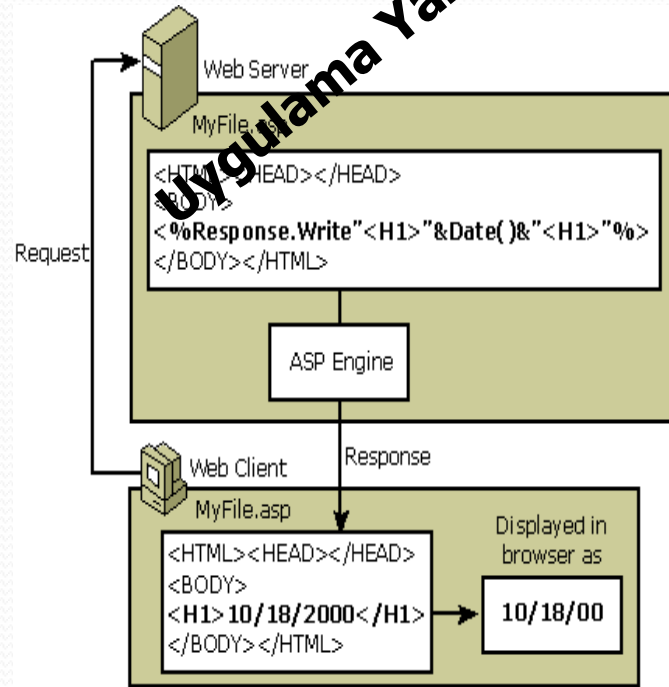 Uygulama
Web Server
MyFile.asp
<HTML><HEAD></HEAD>
<BODY>
<%Response.Write"<H1>"&Date( )&"<H1>"%>
</BODY></HTML>
Request
ASP Engine
Web Client
Response
MyFile.asp
<HTML><HEAD></HEAD>
<BODY>
<H1>10/18/2000</H1>
</BODY></HTML>
Displayed in
browser as
10/18/00